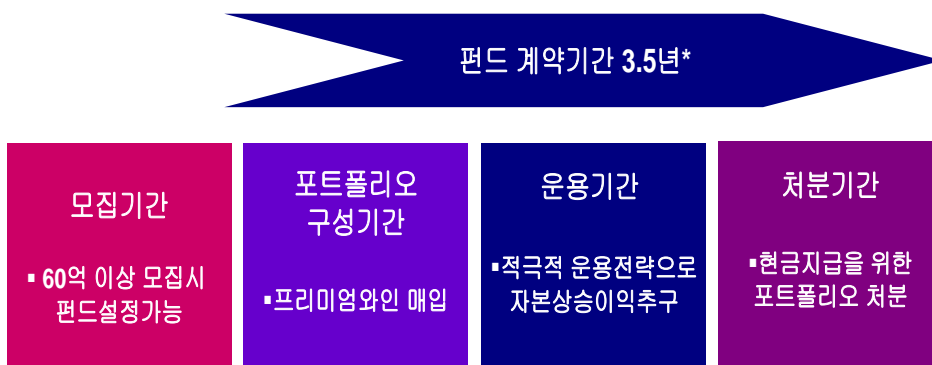 펀드 계약기간 3.5년*
모집기간
▪ 60억 이상 모집시
펀드설정가능
포트폴리오
구성기간
▪프리미엄와인 매입
운용기간
▪적극적 운용전략으로
자본상승이익추구
처분기간
▪현금지급을 위한
포트폴리오 처분